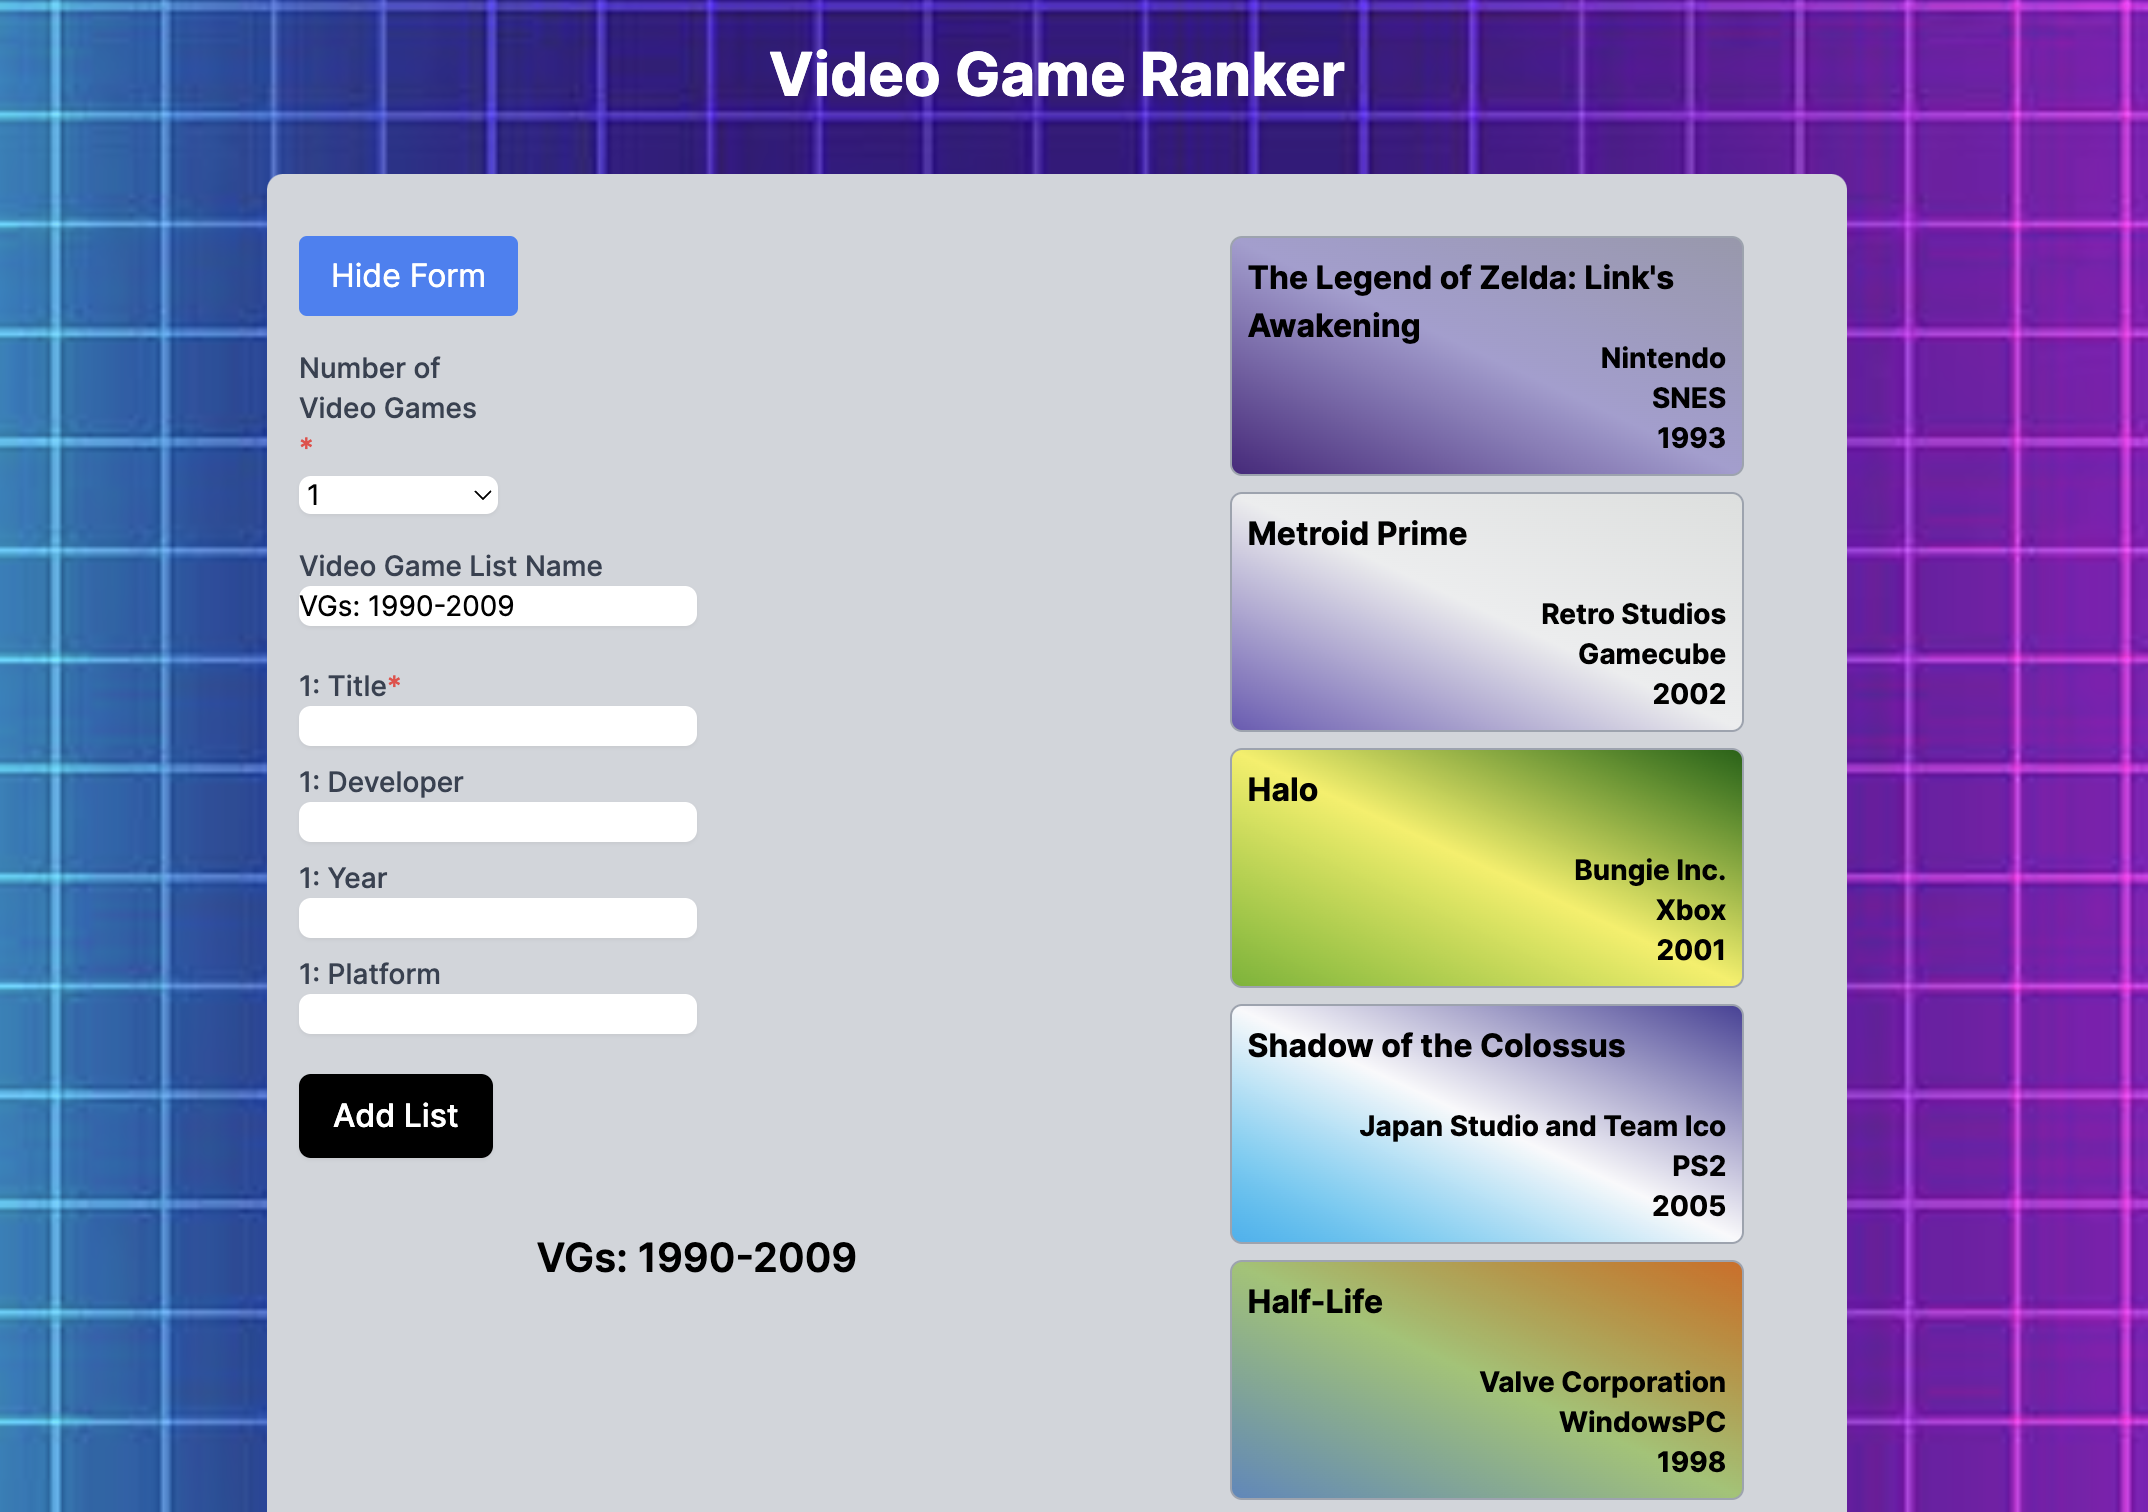 Video Game Ranker
Hide Form
Number of
Video Games
*
1
Video Game List Name
VGs: 1990-2009
1: Title*
1: Developer
1: Year
1: Platform
Add List
VGs: 1990-2009
The Legend of Zelda: Link's
Awakening
Nintendo
SNES
1993
Metroid Prime
Retro Studios
Gamecube
2002
Halo
Bungie Inc.
Xbox
2001
Shadow of the Colossus
Japan Studio and Team Ico
PS2
2005
Half-Life
Valve Corporation
WindowsPC
1998